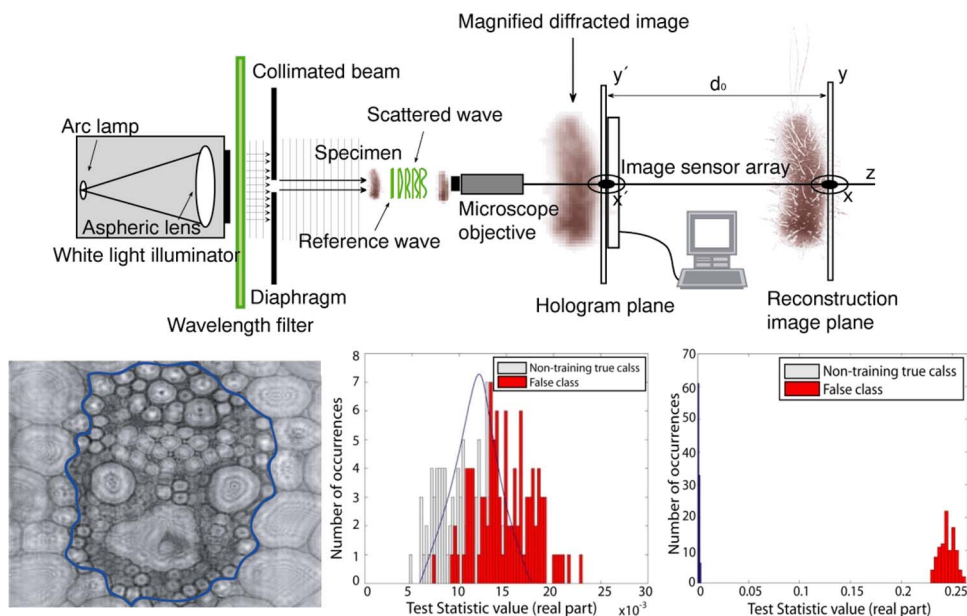 Magnified diffracted image
Collimated beam
y´
y
d₀
Arc lamp
Scattered wave
Specimen
Image sensor array
z
x´
x
Aspheric lens
Microscope
objective
White light illuminator
Reference wave
Diaphragm
Hologram plane
Reconstruction
image plane
Wavelength filter
8
7
6
5
4
3
2
1
0
Number of occurrences
Non-training true calss
False class
0 5 10 15 20 30
Test Statistic value (real part)
x10⁻³
70
60
50
40
30
20
10
0
Number of occurrences
Non-training true calss
False class
0 0.05 0.1 0.15 0.2 0.25
Test Statistic value (real part)